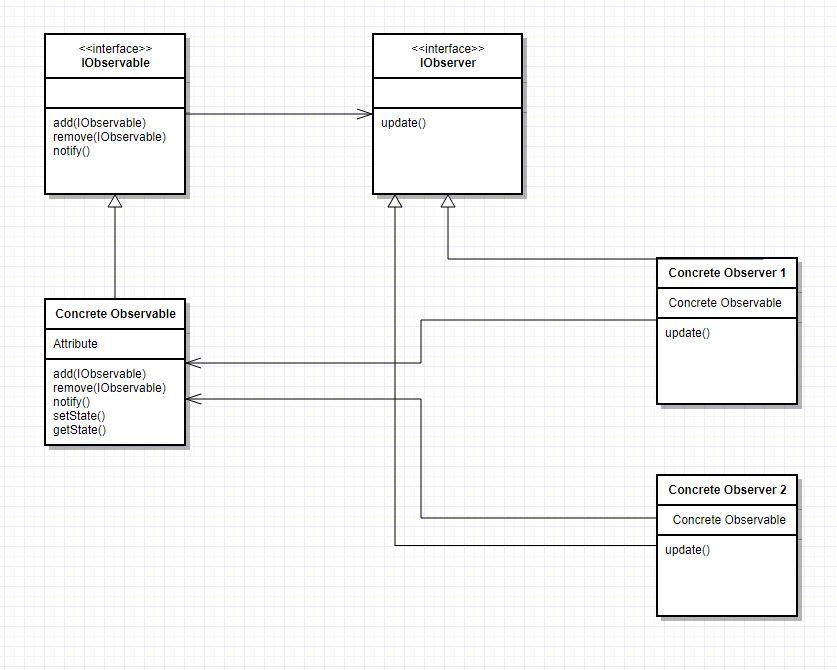 <<interface>>
IObservable
add(IObservable)
remove(IObservable)
notify()
<<interface>>
IObserver
update()
Concrete Observable
Attribute
add(IObservable)
remove(IObservable)
notify()
setState()
getState()
Concrete Observer 1
Concrete Observable
update()
Concrete Observer 2
Concrete Observable
update()